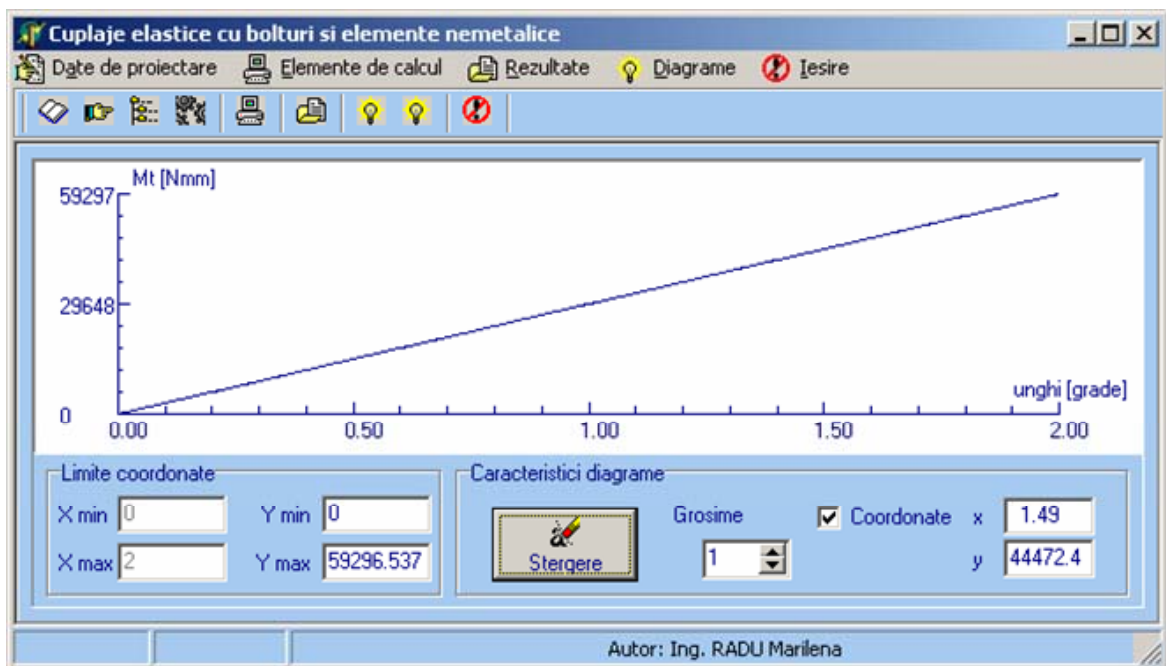 Cuplaje elastice cu bolturi si elemente nemetalice
Date de proiectare Elemente de calcul Rezultate Diagrame Iesire
Mt [Nmm]
59297
29648
0
unghi [grade]
0.00 0.50 1.00 1.50 2.00
Limite coordonate
X min 0 Y min 0
X max 2 Y max 59296.537
Caracteristici diagrame
Stergere
Grosime
1
Coordonate x 1.49
y 44472.4
Autor: Ing. RADU Marilena